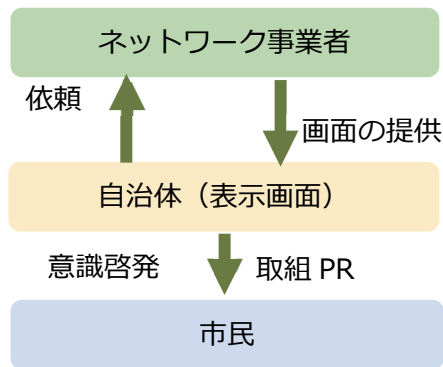 ネットワーク事業者
依頼
画面の提供
自治体（表示画面）
意識啓発
取組 PR
市民